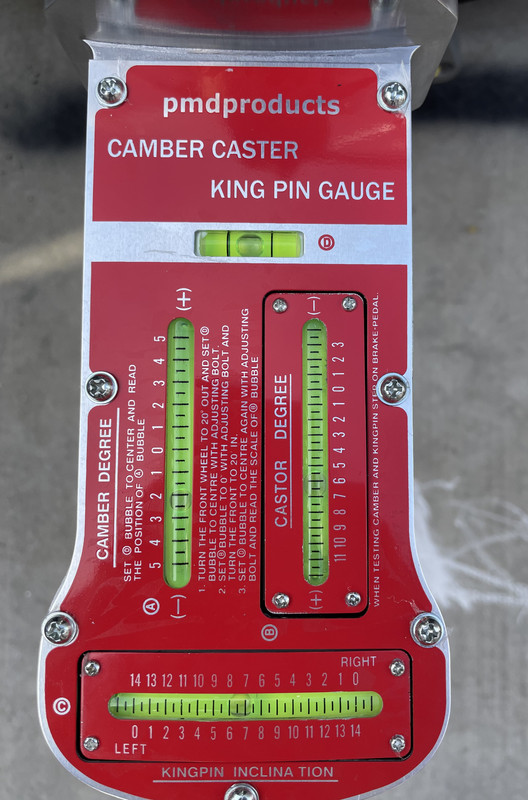 pmdproducts
CAMBER CASTER
KING PIN GAUGE
D
CAMBER DEGREE
SET Ⓓ BUBBLE TO CENTER AND READ
THE POSITION OF Ⓐ BUBBLE
Ⓐ
(+)
5 4 3 2 1 0 1 2 3 4 5
(−)
1. TURN THE FRONT WHEEL TO 20° OUT AND SET Ⓓ
BUBBLE TO CENTRE WITH ADJUSTING BOLT.
2. SET Ⓑ BUBBLE TO 0° WITH ADJUSTING BOLT AND
TURN THE FRONT TO 20° IN.
3. SET Ⓓ BUBBLE TO CENTRE AGAIN WITH ADJUSTING
BOLT AND READ THE SCALE OF Ⓑ BUBBLE
CASTOR DEGREE
(−)
11 10 9 8 7 6 5 4 3 2 1 0 1 2 3
(+)
WHEN TESTING CAMBER AND KINGPIN STEP ON BRAKE-PEDAL.
Ⓑ
RIGHT
14 13 12 11 10 9 8 7 6 5 4 3 2 1 0
Ⓒ
0 1 2 3 4 5 6 7 8 9 10 11 12 13 14
LEFT
KINGPIN INCLINA TION